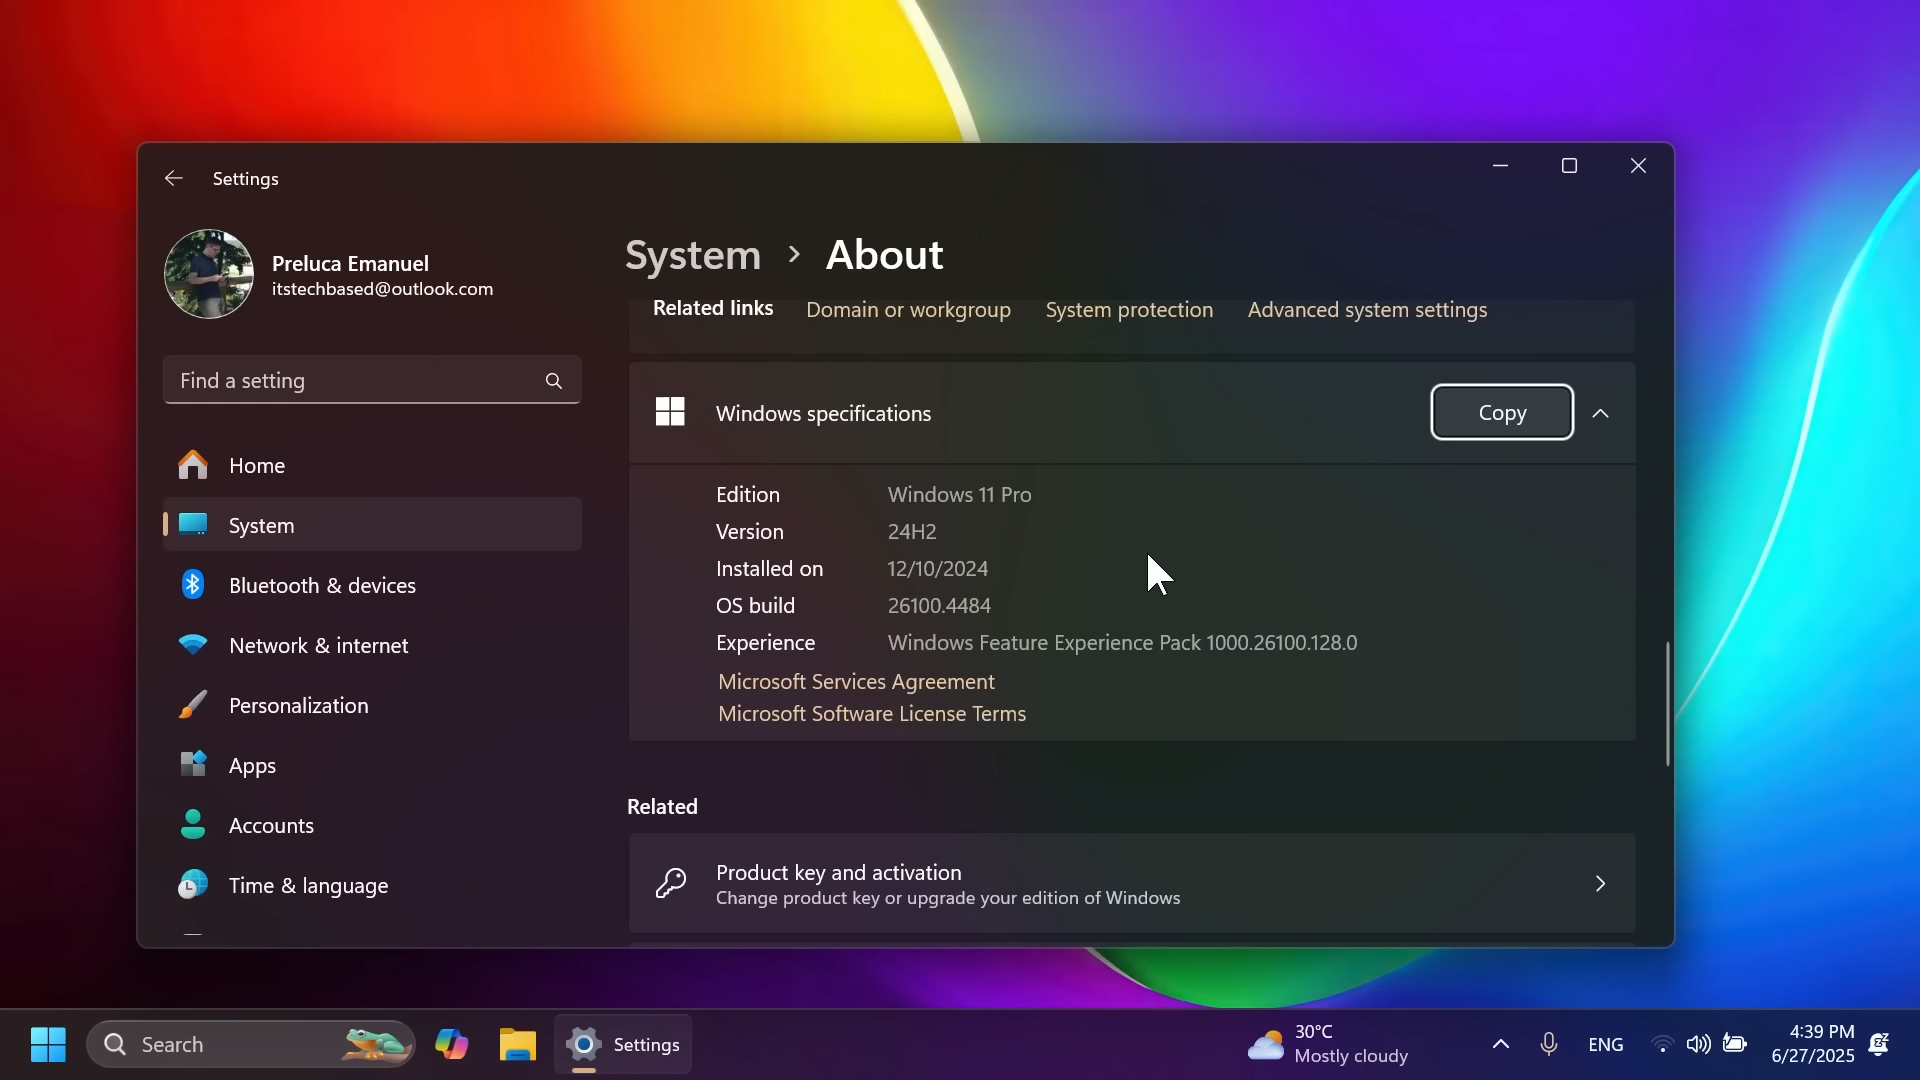 Settings
Preluca Emanuel
itstechbased@outlook.com
Find a setting
Home
System
Bluetooth & devices
Network & internet
Personalization
Apps
Accounts
Time & language
System › About
Related links Domain or workgroup System protection Advanced system settings
Windows specifications Copy
Edition Windows 11 Pro
Version 24H2
Installed on 12/10/2024
OS build 26100.4484
Experience Windows Feature Experience Pack 1000.26100.128.0
Microsoft Services Agreement
Microsoft Software License Terms
Related
Product key and activation
Change product key or upgrade your edition of Windows
Search
Settings
30°C
Mostly cloudy
ENG
4:39 PM
6/27/2025